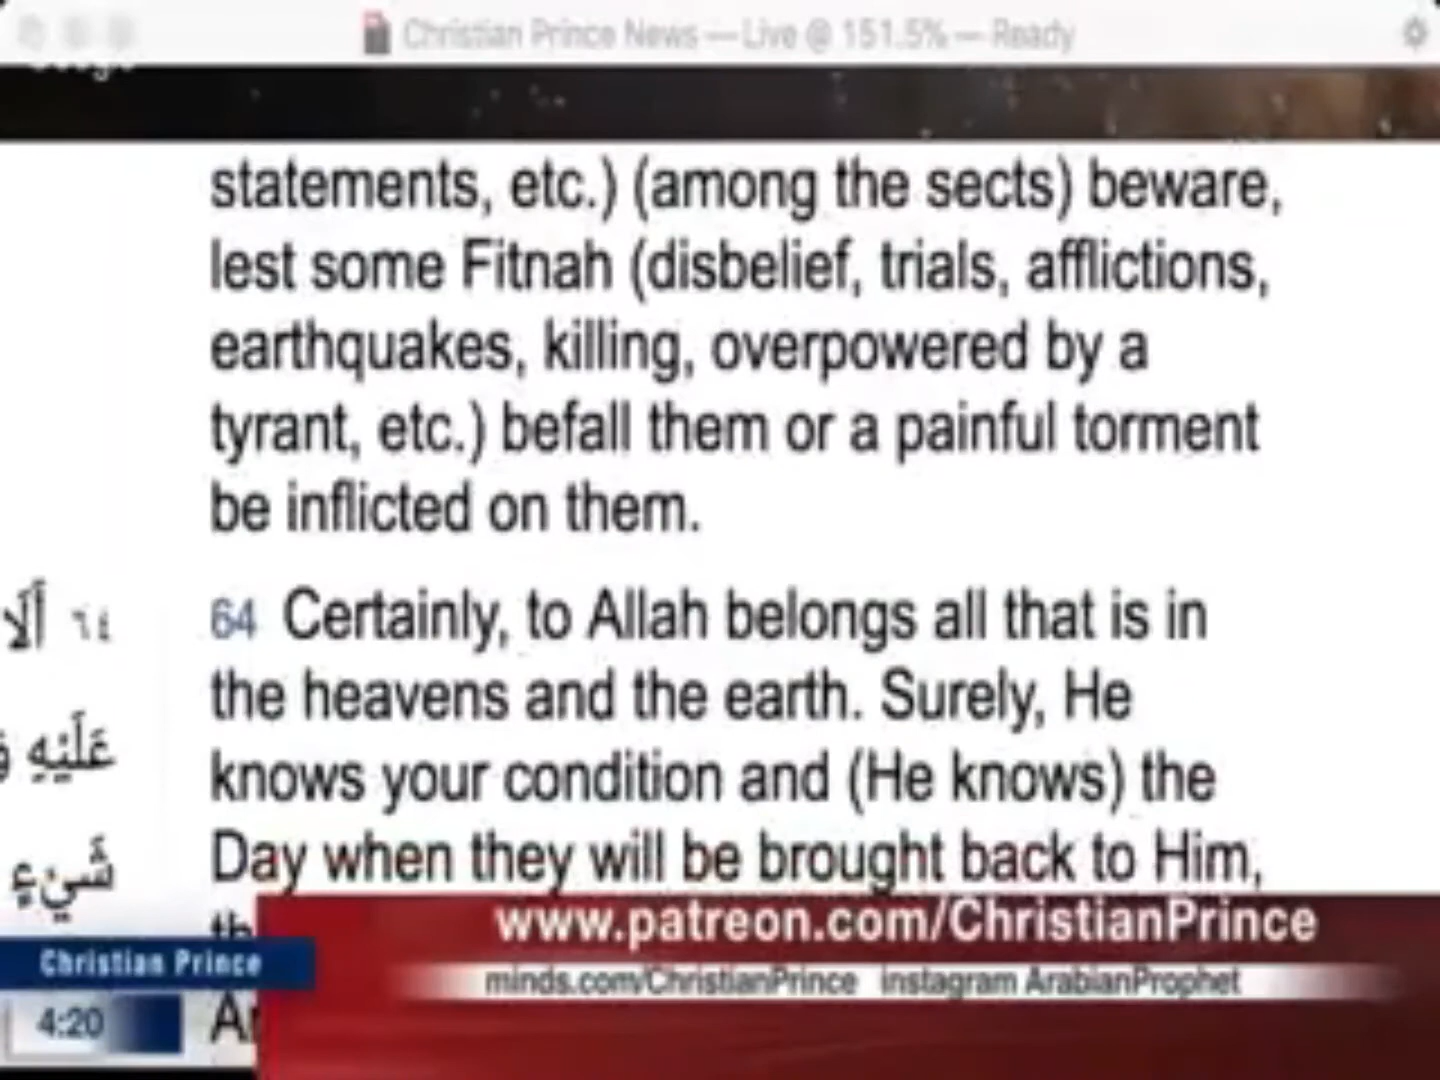 Christian Prince News — Live @ 151.5% — Ready
statements, etc.) (among the sects) beware,
lest some Fitnah (disbelief, trials, afflictions,
earthquakes, killing, overpowered by a
tyrant, etc.) befall them or a painful torment
be inflicted on them.
٦٤ أَلَا
64 Certainly, to Allah belongs all that is in
the heavens and the earth. Surely, He
عَلَيْهِ
knows your condition and (He knows) the
شَيْءٍ
Day when they will be brought back to Him,
www.patreon.com/ChristianPrince
Christian Prince
minds.com/ChristianPrince instagram ArabianProphet
4:20